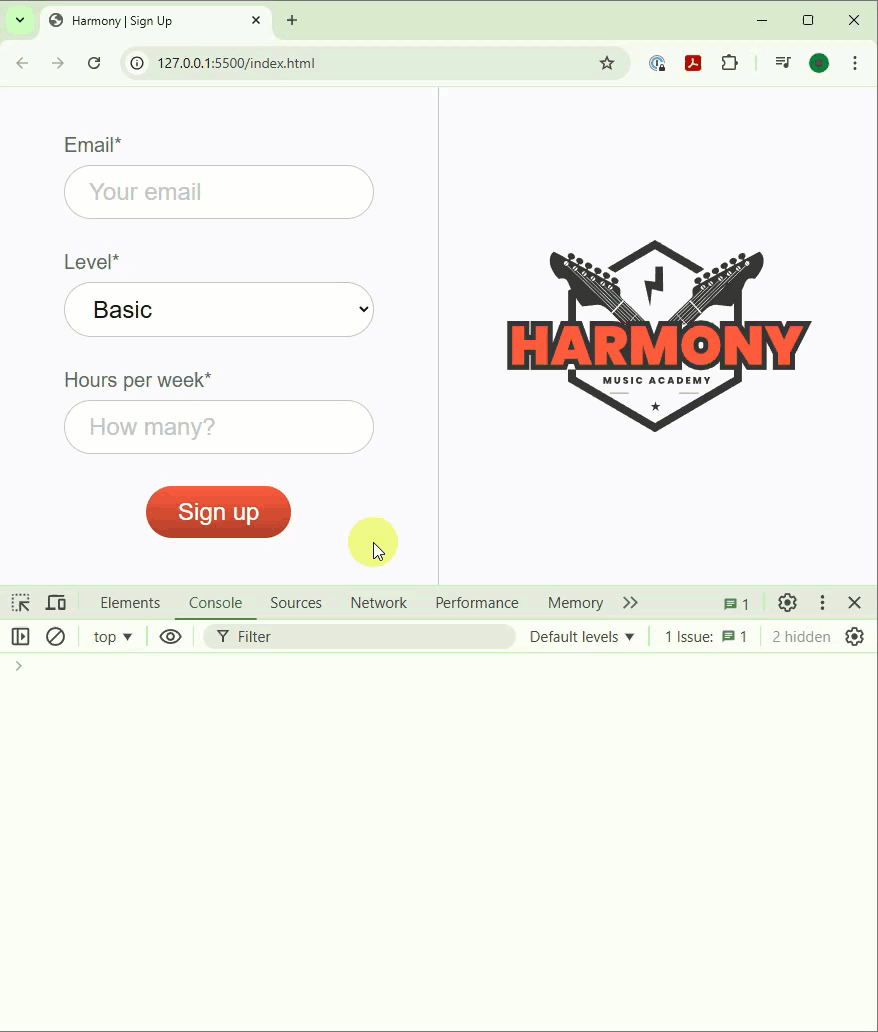 Harmony | Sign Up
127.0.0.1:5500/index.html
Email*
Your email
Level*
Basic
Hours per week*
How many?
Sign up
HARMONY
MUSIC ACADEMY
Elements Console Sources Network Performance Memory 1
top Filter Default levels 1 Issue: 1 2 hidden